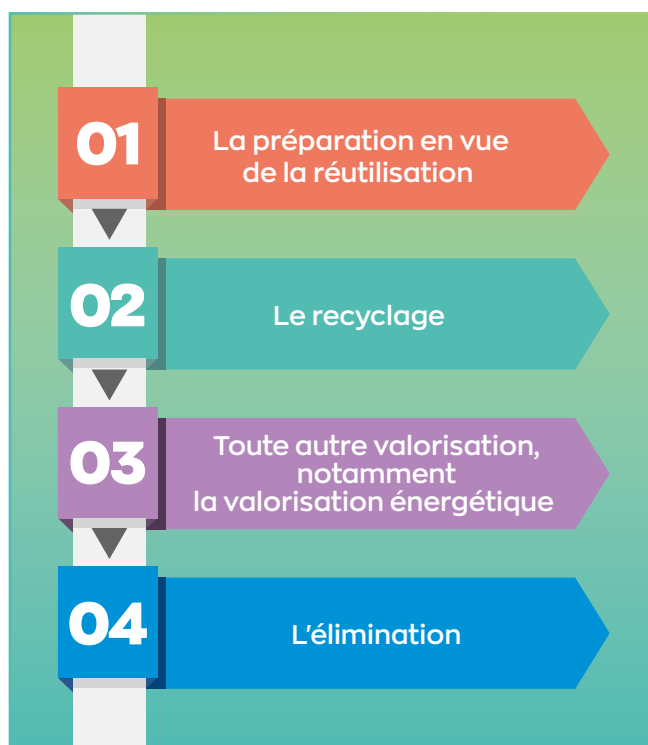 01
La préparation en vue
de la réutilisation
02
Le recyclage
03
Toute autre valorisation,
notamment
la valorisation énergétique
04
L'élimination